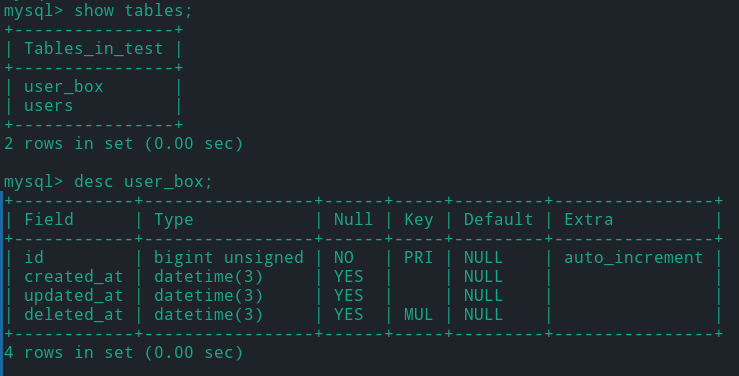 mysql> show tables;
+----------------+
| Tables_in_test |
+----------------+
| user_box       |
| users          |
+----------------+
2 rows in set (0.00 sec)

mysql> desc user_box;
+------------+-----------------+------+-----+---------+----------------+
| Field      | Type            | Null | Key | Default | Extra          |
+------------+-----------------+------+-----+---------+----------------+
| id         | bigint unsigned | NO   | PRI | NULL    | auto_increment |
| created_at | datetime(3)     | YES  |     | NULL    |                |
| updated_at | datetime(3)     | YES  |     | NULL    |                |
| deleted_at | datetime(3)     | YES  | MUL | NULL    |                |
+------------+-----------------+------+-----+---------+----------------+
4 rows in set (0.00 sec)